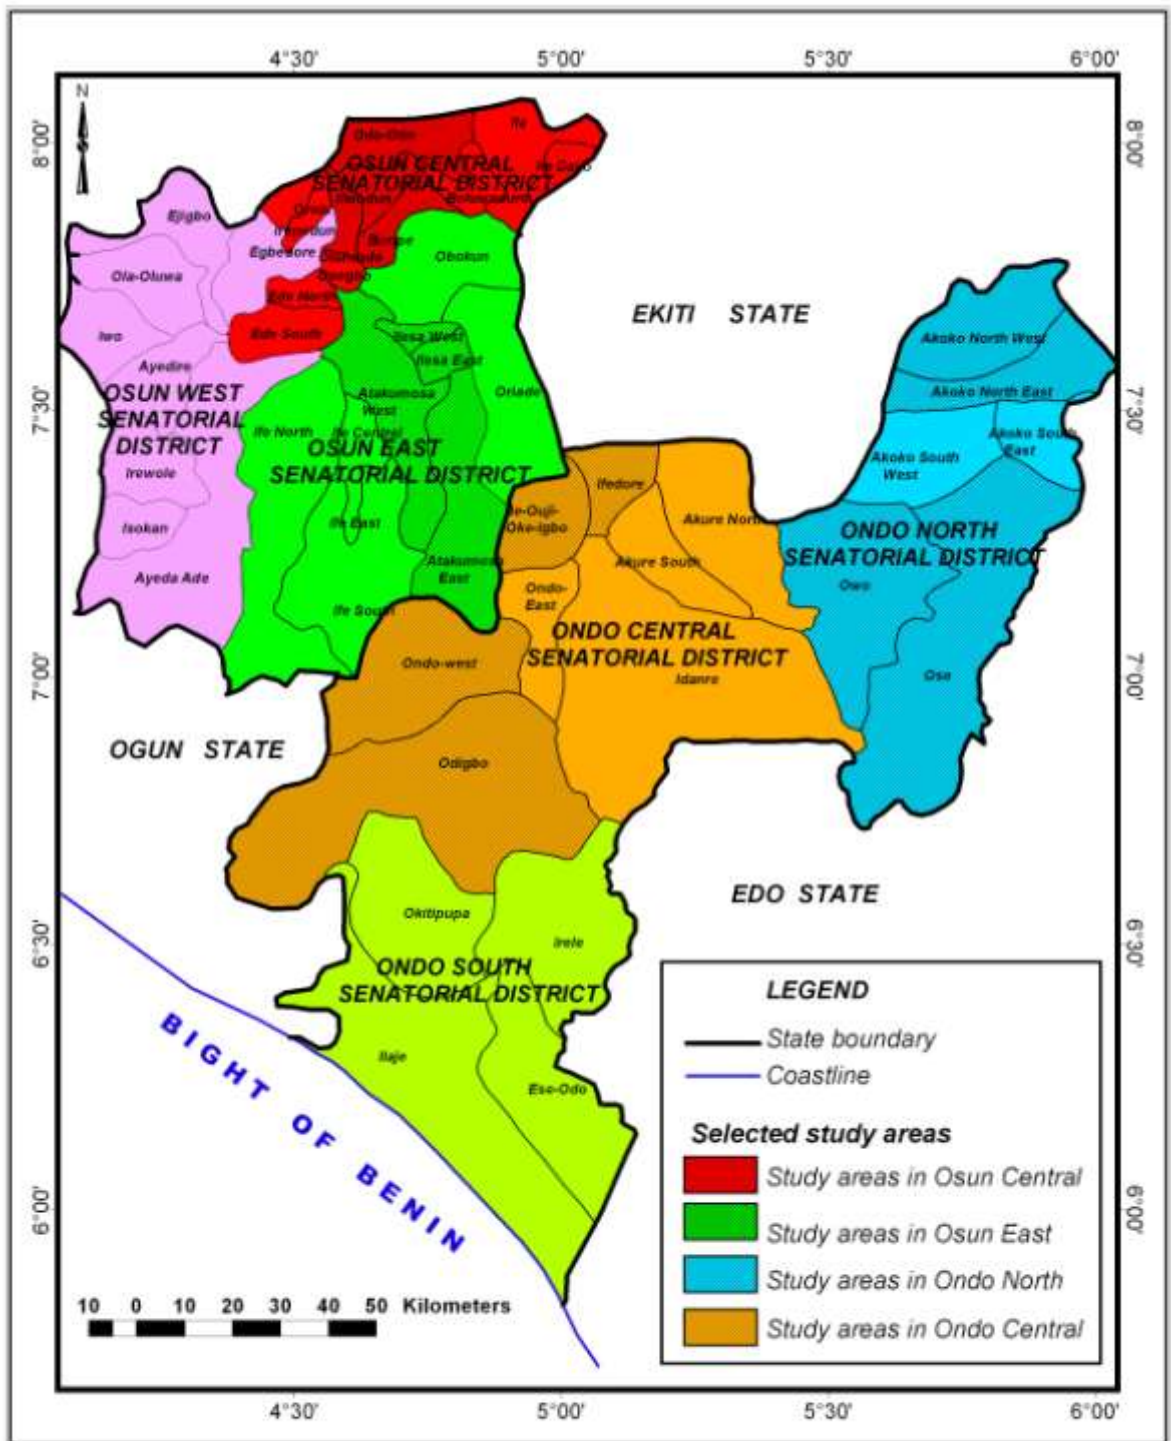 4°30' 5°00' 5°30' 6°00'
N
8°00'
8°00'
Ila
OSUN CENTRAL
SENATORIAL DISTRICT
Ejigbo
Egbedore
Obokun
Ola-Oluwa
Ede North
EKITI STATE
Iwo
Ede South
Ilesa West
Akoko North West
Ayedire
Ilesa East
OSUN WEST
SENATORIAL
DISTRICT
Atakumosa
West
Oriade
Akoko North East
7°30'
7°30'
Ife North
Ife Central
OSUN EAST
SENATORIAL DISTRICT
Akoko South
East
Akoko South
West
Irewole
Ifedore
Isokan
Ife East
Oke-Igbo
Akure North
ONDO NORTH
SENATORIAL DISTRICT
Ayeda Ade
Atakumosa
East
Akure South
Owo
Ondo-
East
Ife South
ONDO CENTRAL
SENATORIAL DISTRICT
Ondo-west
Idanre
Ose
7°00'
7°00'
OGUN STATE
Odigbo
EDO STATE
Okitipupa
Irele
6°30'
6°30'
ONDO SOUTH
SENATORIAL DISTRICT
Ilaje
Ese-Odo
BIGHT OF BENIN
6°00'
6°00'
LEGEND
State boundary
Coastline
Selected study areas
Study areas in Osun Central
Study areas in Osun East
Study areas in Ondo North
Study areas in Ondo Central
10 0 10 20 30 40 50 Kilometers
4°30' 5°00' 5°30' 6°00'